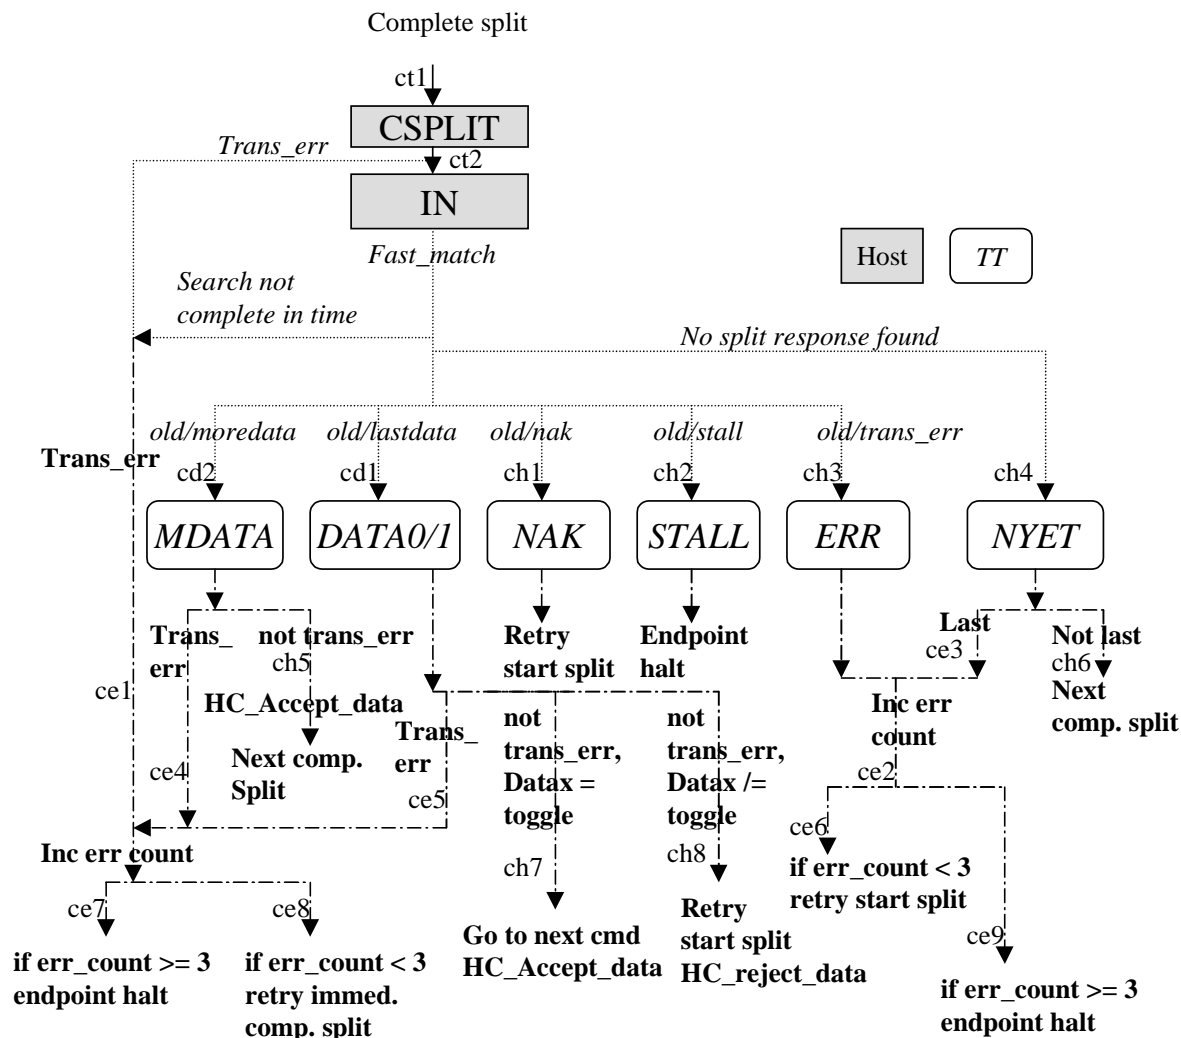 Complete split
ct1
CSPLIT
Trans_err
ct2
IN
Fast_match
Host
TT
Search not
complete in time
No split response found
old/moredata
old/lastdata
old/nak
old/stall
old/trans_err
Trans_err
cd2
cd1
ch1
ch2
ch3
ch4
MDATA
DATA0/1
NAK
STALL
ERR
NYET
Trans_
err
not trans_err
ch5
HC_Accept_data
Next comp.
Split
Retry
start split
Endpoint
halt
Last
ce3
Not last
ch6
Next
comp. split
ce1
ce4
Trans_
err
ce5
not
trans_err,
Datax =
toggle
ch7
not
trans_err,
Datax /=
toggle
ch8
Inc err
count
ce2
ce6
if err_count < 3
retry start split
Inc err count
ce7
ce8
if err_count >= 3
endpoint halt
if err_count < 3
retry immed.
comp. split
Go to next cmd
HC_Accept_data
Retry
start split
HC_reject_data
ce9
if err_count >= 3
endpoint halt